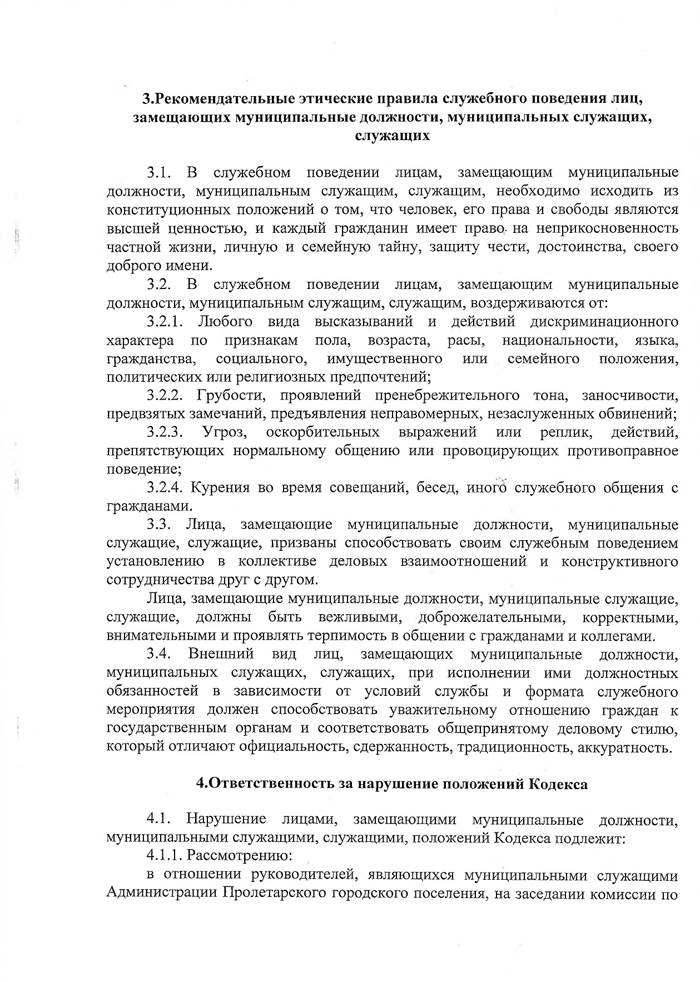 3.Рекомендательные этические правила служебного поведения лиц,
замещающих муниципальные должности, муниципальных служащих,
служащих
3.1. В служебном поведении лицам, замещающим муниципальные
должности, муниципальным служащим, служащим, необходимо исходить из
конституционных положений о том, что человек, его права и свободы являются
высшей ценностью, и каждый гражданин имеет право на неприкосновенность
частной жизни, личную и семейную тайну, защиту чести, достоинства, своего
доброго имени.
3.2. В служебном поведении лицам, замещающим муниципальные
должности, муниципальным служащим, служащим, воздерживаются от:
3.2.1. Любого вида высказываний и действий дискриминационного
характера по признакам пола, возраста, расы, национальности, языка,
гражданства, социального, имущественного или семейного положения,
политических или религиозных предпочтений;
3.2.2. Грубости, проявлений пренебрежительного тона, заносчивости,
предвзятых замечаний, предъявления неправомерных, незаслуженных обвинений;
3.2.3. Угроз, оскорбительных выражений или реплик, действий,
препятствующих нормальному общению или провоцирующих противоправное
поведение;
3.2.4. Курения во время совещаний, бесед, иного служебного общения с
гражданами.
3.3. Лица, замещающие муниципальные должности, муниципальные
служащие, служащие, призваны способствовать своим служебным поведением
установлению в коллективе деловых взаимоотношений и конструктивного
сотрудничества друг с другом.
Лица, замещающие муниципальные должности, муниципальные служащие,
служащие, должны быть вежливыми, доброжелательными, корректными,
внимательными и проявлять терпимость в общении с гражданами и коллегами.
3.4. Внешний вид лиц, замещающих муниципальные должности,
муниципальных служащих, служащих, при исполнении ими должностных
обязанностей в зависимости от условий службы и формата служебного
мероприятия должен способствовать уважительному отношению граждан к
государственным органам и соответствовать общепринятому деловому стилю,
который отличают официальность, сдержанность, традиционность, аккуратность.
4.Ответственность за нарушение положений Кодекса
4.1. Нарушение лицами, замещающими муниципальные должности,
муниципальными служащими, служащими, положений Кодекса подлежит:
4.1.1. Рассмотрению:
в отношении руководителей, являющихся муниципальными служащими
Администрации Пролетарского городского поселения, на заседании комиссии по